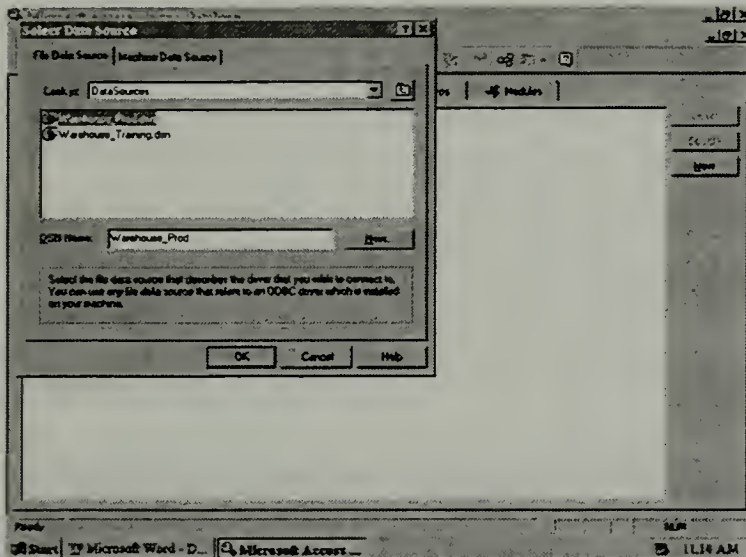 Select Data Source
File Data Source Machine Data Source
Look in: DataSources
Warehouse_Training.dsn
DSN Name: Warehouse_Prod New...
Select the file data source that describes the driver that you wish to connect to.
You can use any file data source that refers to an ODBC driver which is installed
on your machine.
OK Cancel Help
Modules
New
Ready
NUM
Start Microsoft Word - D... Microsoft Access ...
11:14 AM